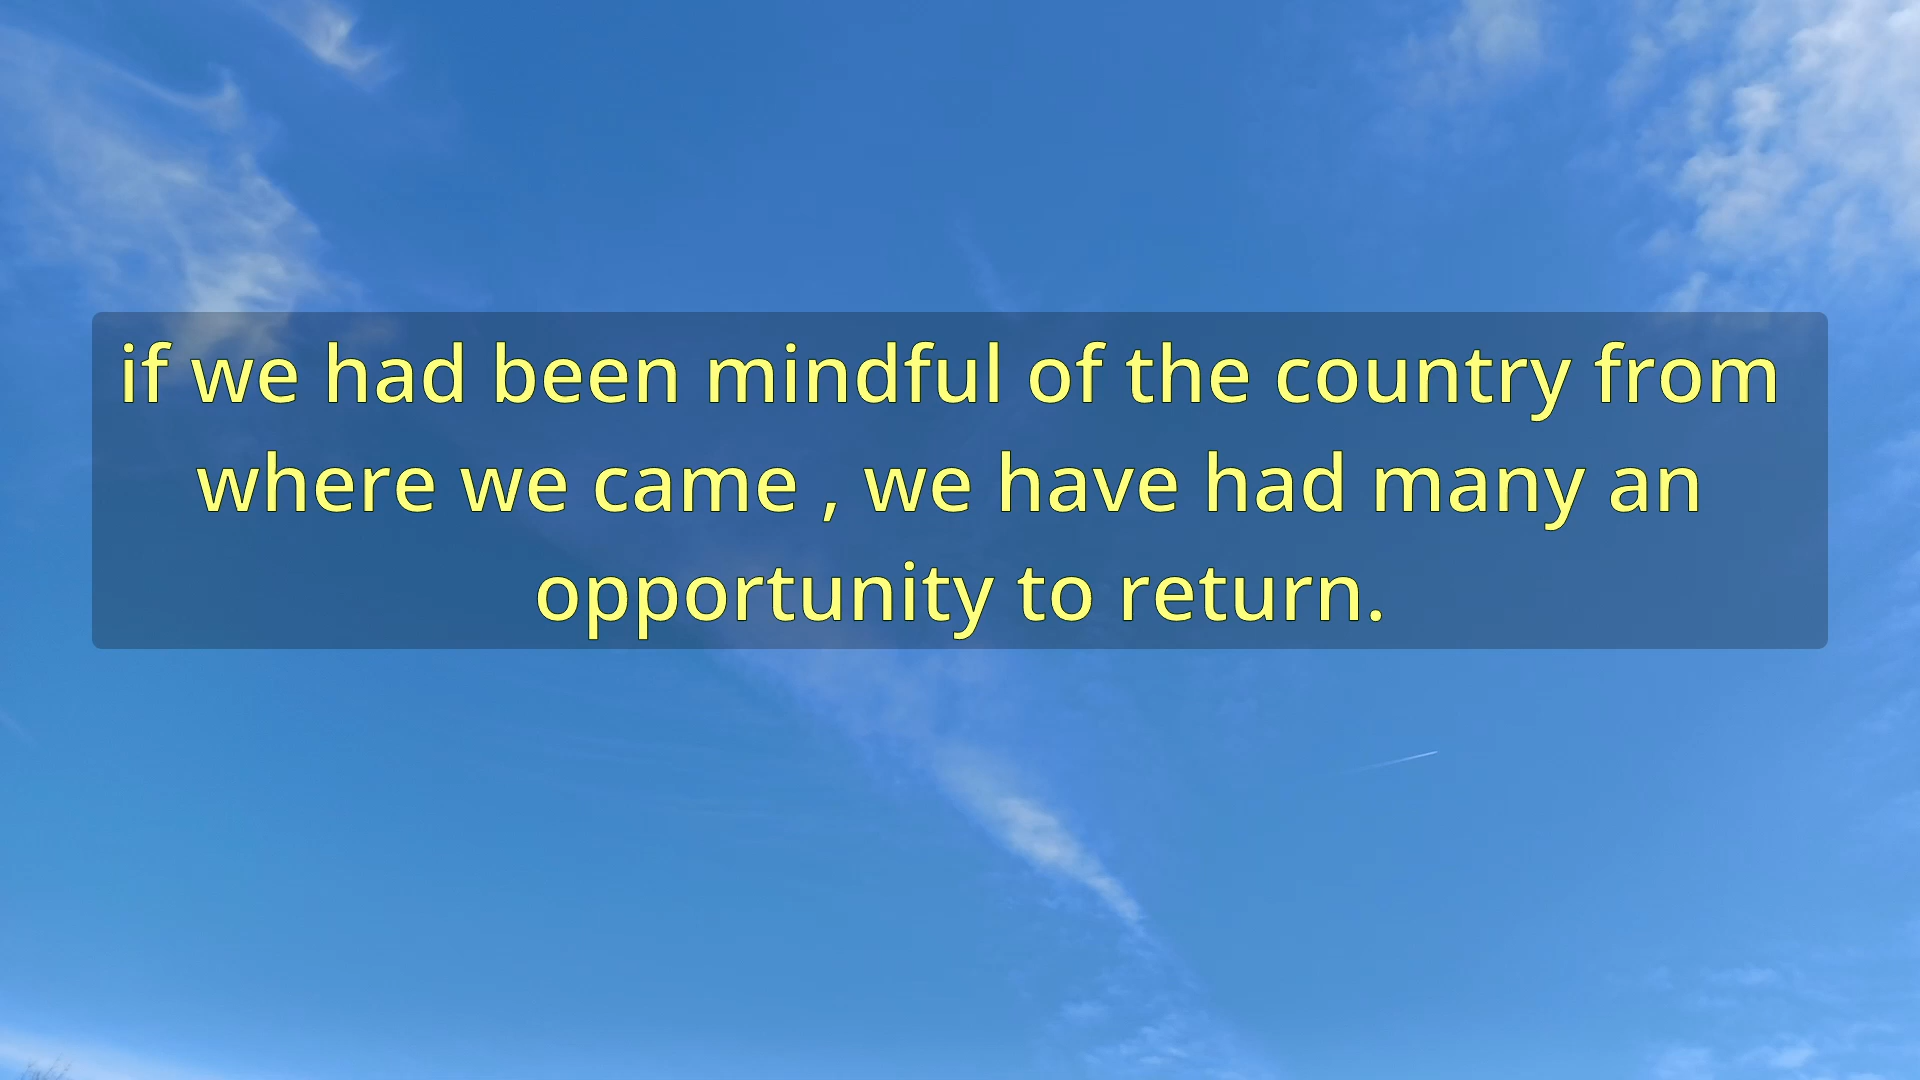 if we had been mindful of the country from
where we came , we have had many an
opportunity to return.